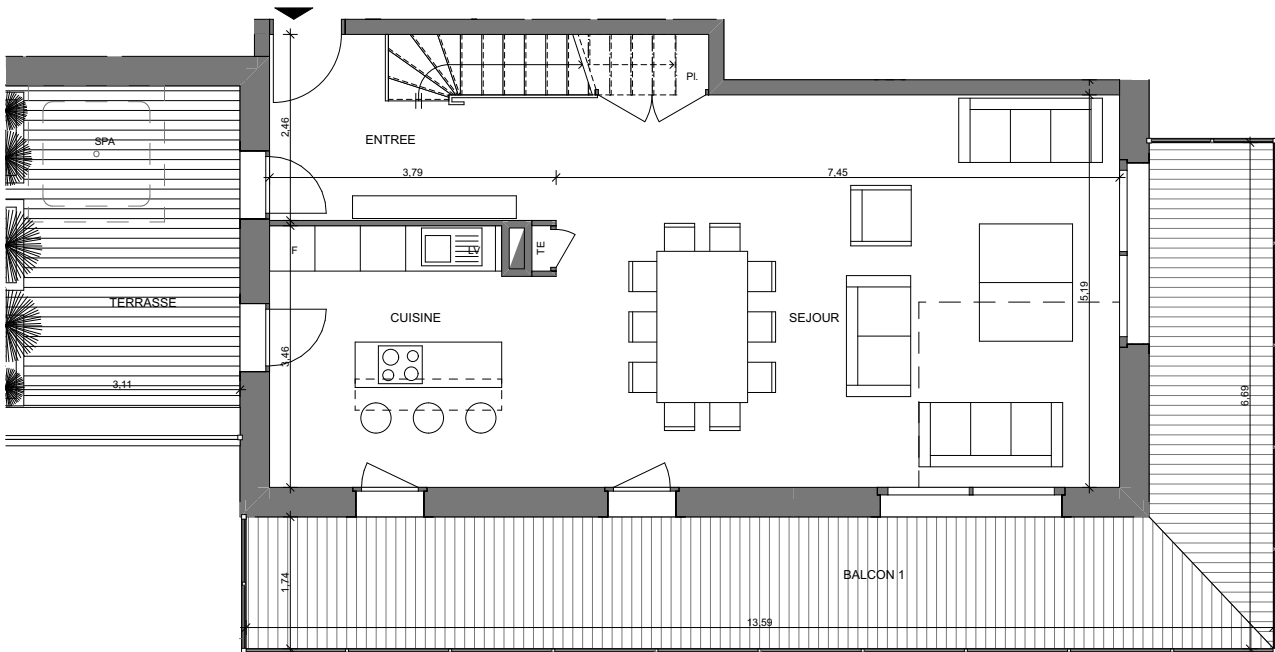 Pl.
2,46
ENTREE
SPA
3,79
7,45
F
LV
TE
5,19
TERRASSE
CUISINE
SEJOUR
3,46
3,11
6,69
1,74
BALCON 1
13,59